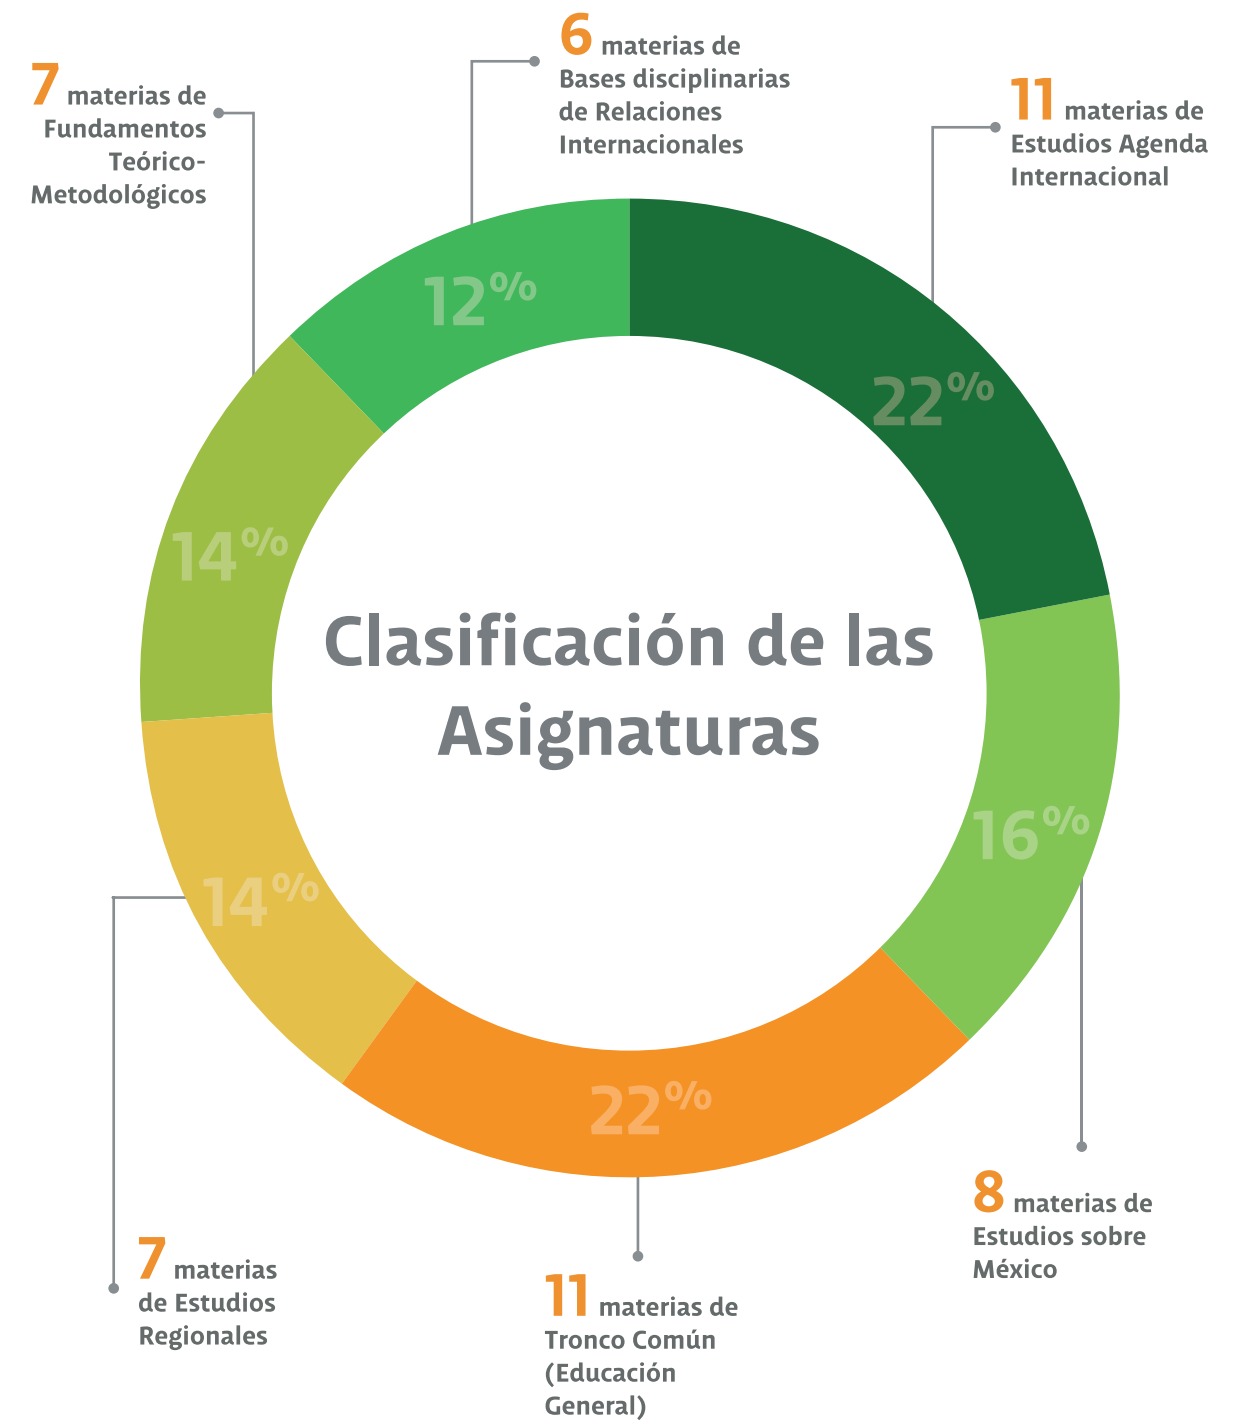 6 materias de
Bases disciplinarias
de Relaciones
Internacionales
7 materias de
Fundamentos
Teórico-
Metodológicos
11 materias de
Estudios Agenda
Internacional
12%
22%
14%
Clasificación de las
Asignaturas
16%
14%
22%
8 materias de
Estudios sobre
México
7 materias
de Estudios
Regionales
11 materias de
Tronco Común
(Educación
General)